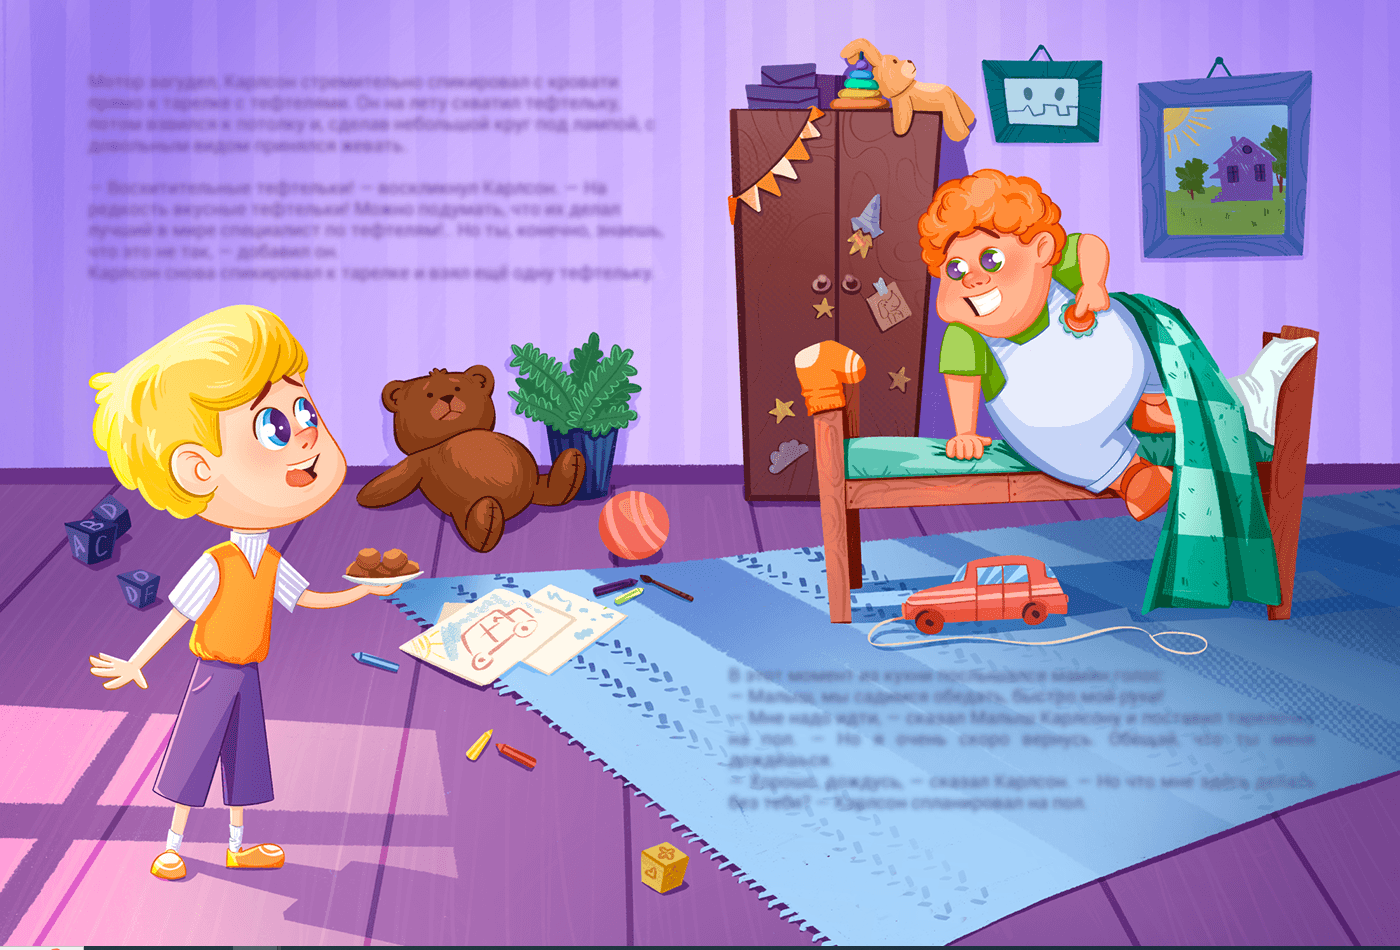 Мотор загудел, Карлсон стремительно спикировал с кровати
прямо к тарелке с тефтелями. Он на лету схватил тефтельку,
потом взвился к потолку и, сделав небольшой круг под лампой, с
довольным видом принялся жевать.
— Восхитительные тефтельки! — воскликнул Карлсон. — На
редкость вкусные тефтельки! Можно подумать, что их делал
лучший в мире специалист по тефтелям!.. Но ты, конечно, знаешь,
что это не так, — добавил он.
Карлсон снова спикировал к тарелке и взял ещё одну тефтельку.
D
B
A C
D
D F
В этот момент из кухни послышался мамин голос:
— Малыш, мы садимся обедать, быстро мой руки!
— Мне надо идти, — сказал Малыш Карлсону и поставил тарелочку
на пол. — Но я очень скоро вернусь. Обещай, что ты меня
дождёшься.
— Хорошо, дождусь, — сказал Карлсон. — Но что мне здесь делать
без тебя? — Карлсон спланировал на пол.